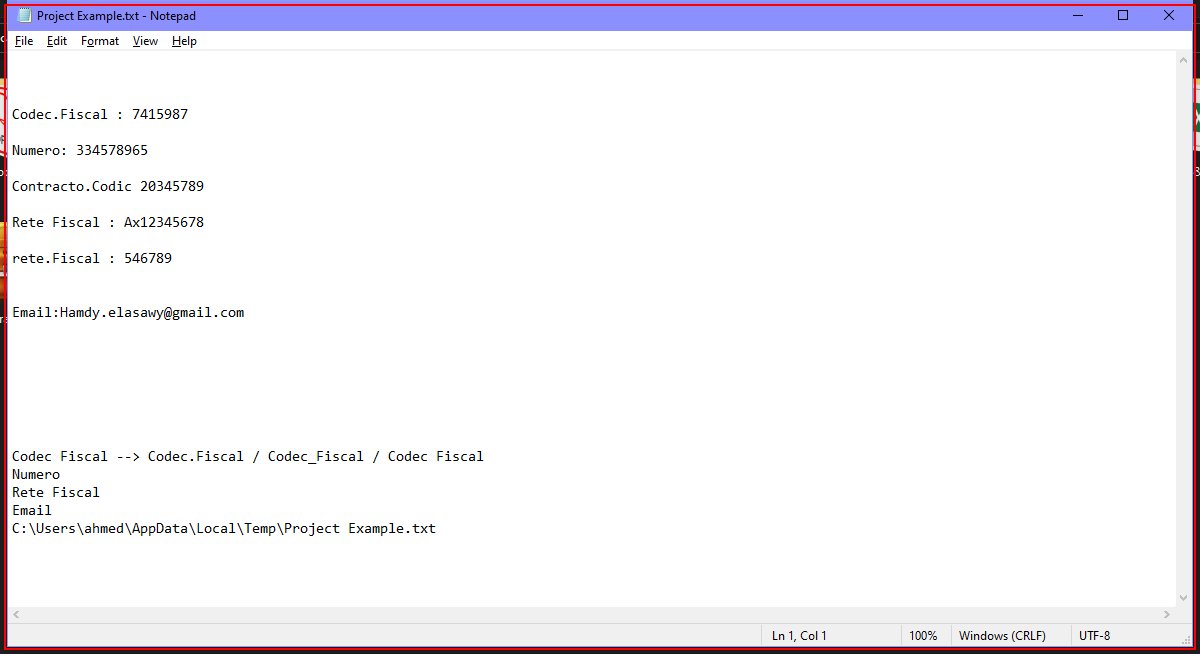 Project Example.txt - Notepad
File Edit Format View Help
Codec.Fiscal : 7415987
Numero: 334578965
Contracto.Codic 20345789
Rete Fiscal : Ax12345678
rete.Fiscal : 546789
Email:Hamdy.elasawy@gmail.com
Codec Fiscal --> Codec.Fiscal / Codec_Fiscal / Codec Fiscal
Numero
Rete Fiscal
Email
C:\Users\ahmed\AppData\Local\Temp\Project Example.txt
Ln 1, Col 1 100% Windows (CRLF) UTF-8